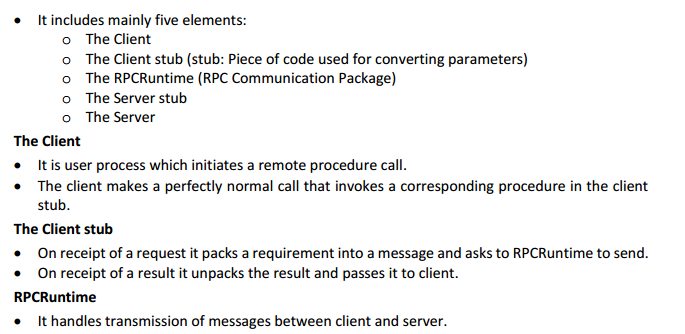 • It includes mainly five elements:
o The Client
o The Client stub (stub: Piece of code used for converting parameters)
o The RPCRuntime (RPC Communication Package)
o The Server stub
o The Server
The Client
• It is user process which initiates a remote procedure call.
• The client makes a perfectly normal call that invokes a corresponding procedure in the client
stub.
The Client stub
• On receipt of a request it packs a requirement into a message and asks to RPCRuntime to send.
• On receipt of a result it unpacks the result and passes it to client.
RPCRuntime
• It handles transmission of messages between client and server.